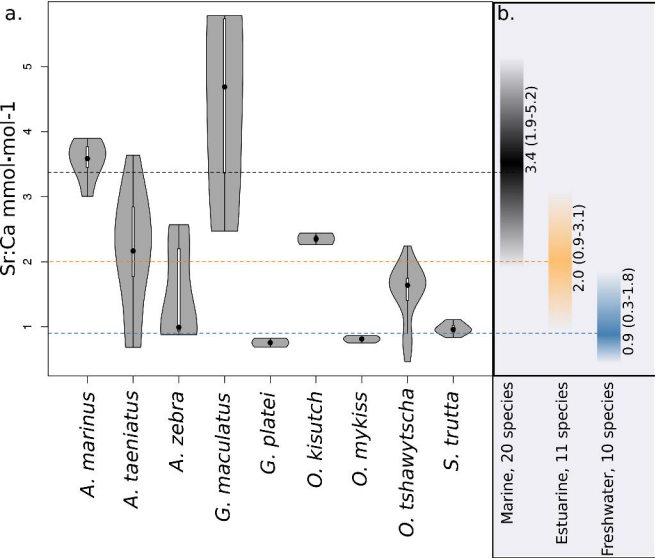 a.
b.
Sr:Ca mmol·mol-1
5
4
3
2
1
A. marinus
A. taeniatus
A. zebra
G. maculatus
G. platei
O. kisutch
O. mykiss
O. tshawytscha
S. trutta
3.4 (1.9-5.2)
2.0 (0.9-3.1)
0.9 (0.3-1.8)
Marine, 20 species
Estuarine, 11 species
Freshwater, 10 species